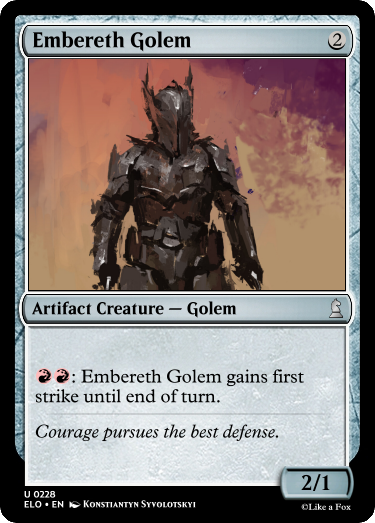 Embereth Golem 2
Artifact Creature — Golem
: Embereth Golem gains first
strike until end of turn.
Courage pursues the best defense.
2/1
U 0228
ELO • EN Konstiantyn Syvolotskyi
©Like a Fox